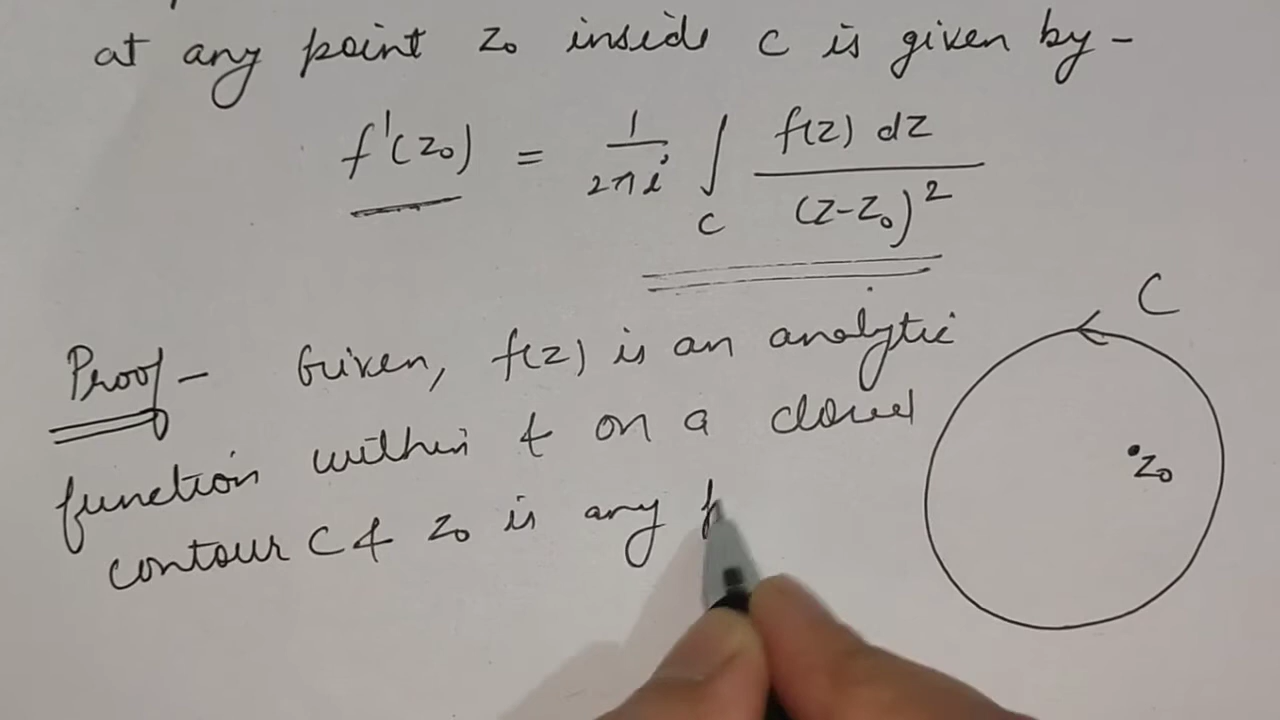 at any point z₀ inside C is given by -
f'(z₀) = 1/2πi ∫_C f(z) dz / (z-z₀)²
C
Proof - Given, f(z) is an analytic
function within & on a closed
z₀
contour C & z₀ is any